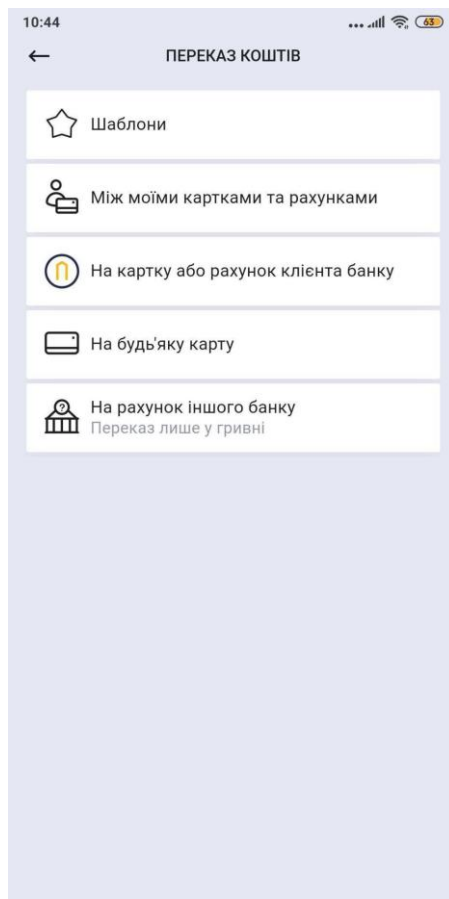 10:44
63
ПЕРЕКАЗ КОШТІВ
Шаблони
Між моїми картками та рахунками
На картку або рахунок клієнта банку
На будь'яку карту
На рахунок іншого банку
Переказ лише у гривні